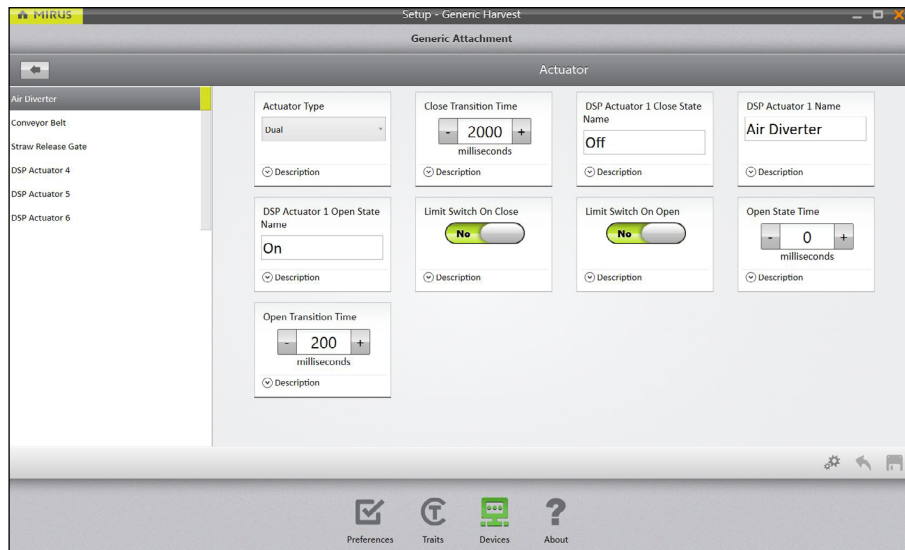 MIRUS
Setup - Generic Harvest
Generic Attachment
Actuator
Air Diverter
Conveyor Belt
Straw Release Gate
DSP Actuator 4
DSP Actuator 5
DSP Actuator 6
Actuator Type
Dual
Description
Close Transition Time
- 2000 +
milliseconds
Description
DSP Actuator 1 Close State
Name
Off
Description
DSP Actuator 1 Name
Air Diverter
Description
DSP Actuator 1 Open State
Name
On
Description
Limit Switch On Close
No
Description
Limit Switch On Open
No
Description
Open State Time
- 0 +
milliseconds
Description
Open Transition Time
- 200 +
milliseconds
Description
Preferences
Traits
Devices
About